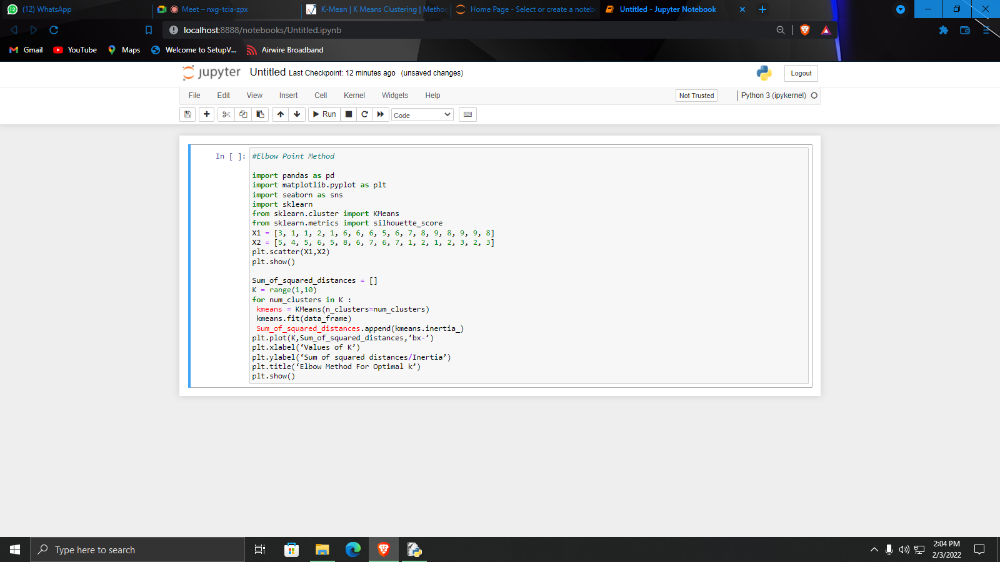 (12) WhatsApp
Meet – nxg-tcia-zpx
K-Mean | K Means Clustering | Method
Home Page - Select or create a noteb
Untitled - Jupyter Notebook
localhost:8888/notebooks/Untitled.ipynb
Gmail
YouTube
Maps
Welcome to SetupV...
Airwire Broadband
jupyter
Untitled Last Checkpoint: 12 minutes ago (unsaved changes)
Logout
File Edit View Insert Cell Kernel Widgets Help
Not Trusted
Python 3 (ipykernel)
Run
Code
In [ ]:
#Elbow Point Method
import pandas as pd
import matplotlib.pyplot as plt
import seaborn as sns
import sklearn
from sklearn.cluster import KMeans
from sklearn.metrics import silhouette_score
X1 = [3, 1, 1, 2, 1, 6, 6, 6, 5, 6, 7, 8, 9, 8, 9, 9, 8]
X2 = [5, 4, 5, 6, 5, 8, 6, 7, 6, 7, 1, 2, 1, 2, 3, 2, 3]
plt.scatter(X1,X2)
plt.show()
Sum_of_squared_distances = []
K = range(1,10)
for num_clusters in K :
 kmeans = KMeans(n_clusters=num_clusters)
 kmeans.fit(data_frame)
 Sum_of_squared_distances.append(kmeans.inertia_)
plt.plot(K,Sum_of_squared_distances,’bx-’)
plt.xlabel(‘Values of K’)
plt.ylabel(‘Sum of squared distances/Inertia’)
plt.title(‘Elbow Method For Optimal k’)
plt.show()
Type here to search
2:04 PM
2/3/2022